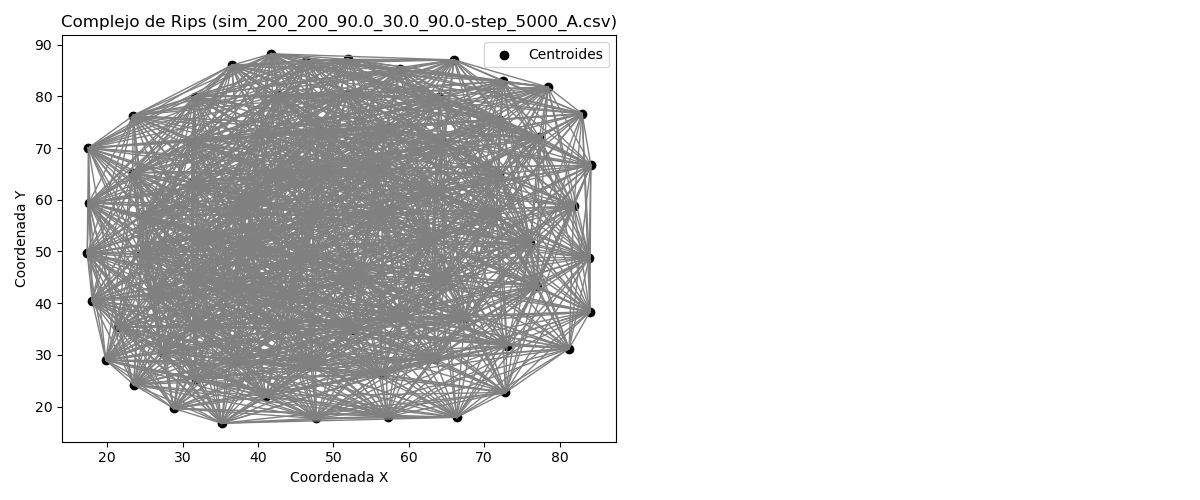 Complejo de Rips (sim_200_200_90.0_30.0_90.0-step_5000_A.csv)
Centroides
90
80
70
60
50
40
30
20
Coordenada Y
20 30 40 50 60 70 80
Coordenada X